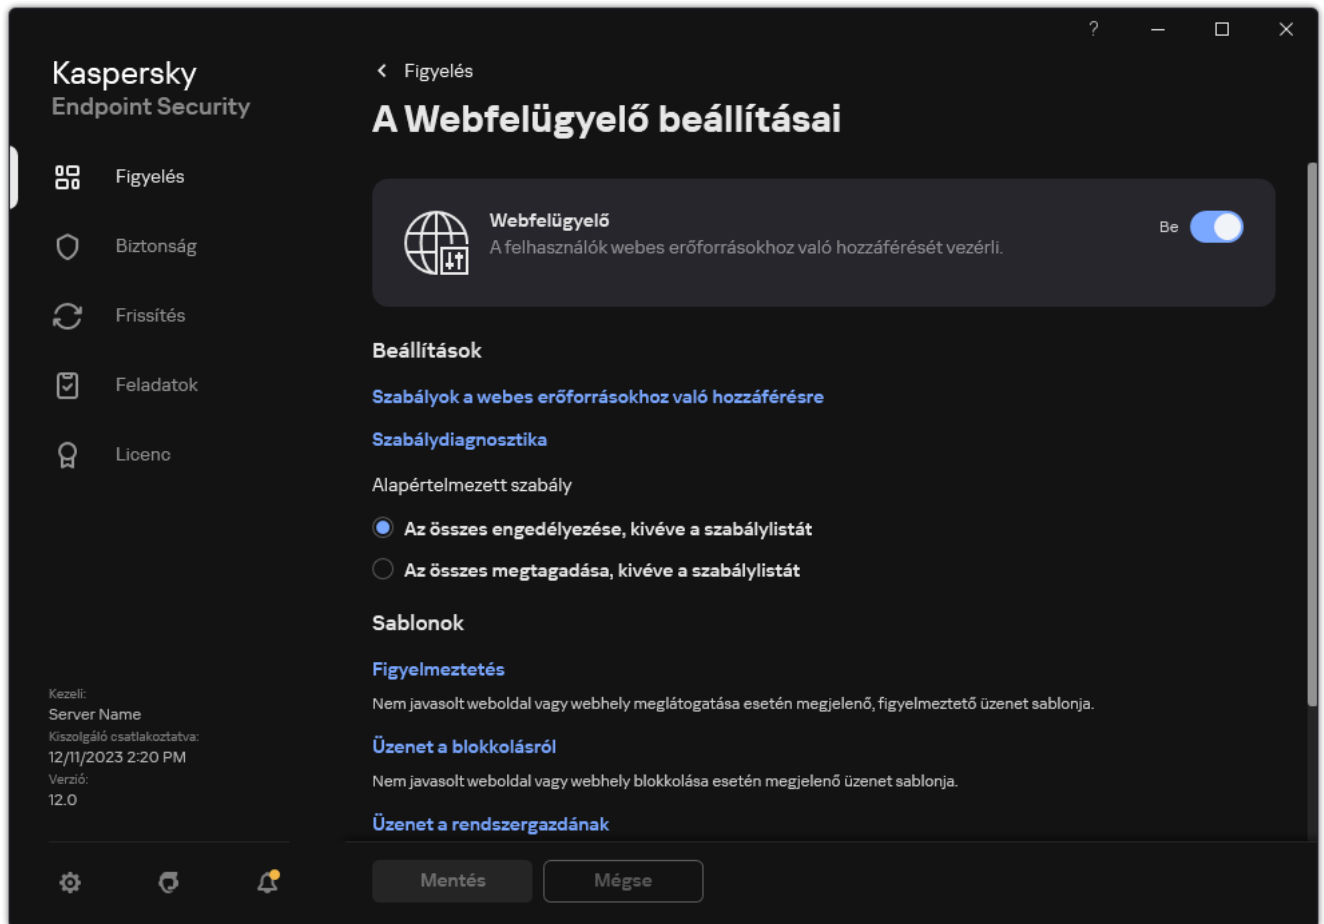 ?
Kaspersky
Endpoint Security
Figyelés
Biztonság
Frissítés
Feladatok
Licenc
Kezeli:
Server Name
Kiszolgáló csatlakoztatva:
12/11/2023 2:20 PM
Verzió:
12.0
Figyelés
A Webfelügyelő beállításai
Webfelügyelő
A felhasználók webes erőforrásokhoz való hozzáférését vezérli.
Be
Beállítások
Szabályok a webes erőforrásokhoz való hozzáférésre
Szabálydiagnosztika
Alapértelmezett szabály
Az összes engedélyezése, kivéve a szabálylistát
Az összes megtagadása, kivéve a szabálylistát
Sablonok
Figyelmeztetés
Nem javasolt weboldal vagy webhely meglátogatása esetén megjelenő, figyelmeztető üzenet sablonja.
Üzenet a blokkolásról
Nem javasolt weboldal vagy webhely blokkolása esetén megjelenő üzenet sablonja.
Üzenet a rendszergazdának
Mentés
Mégse